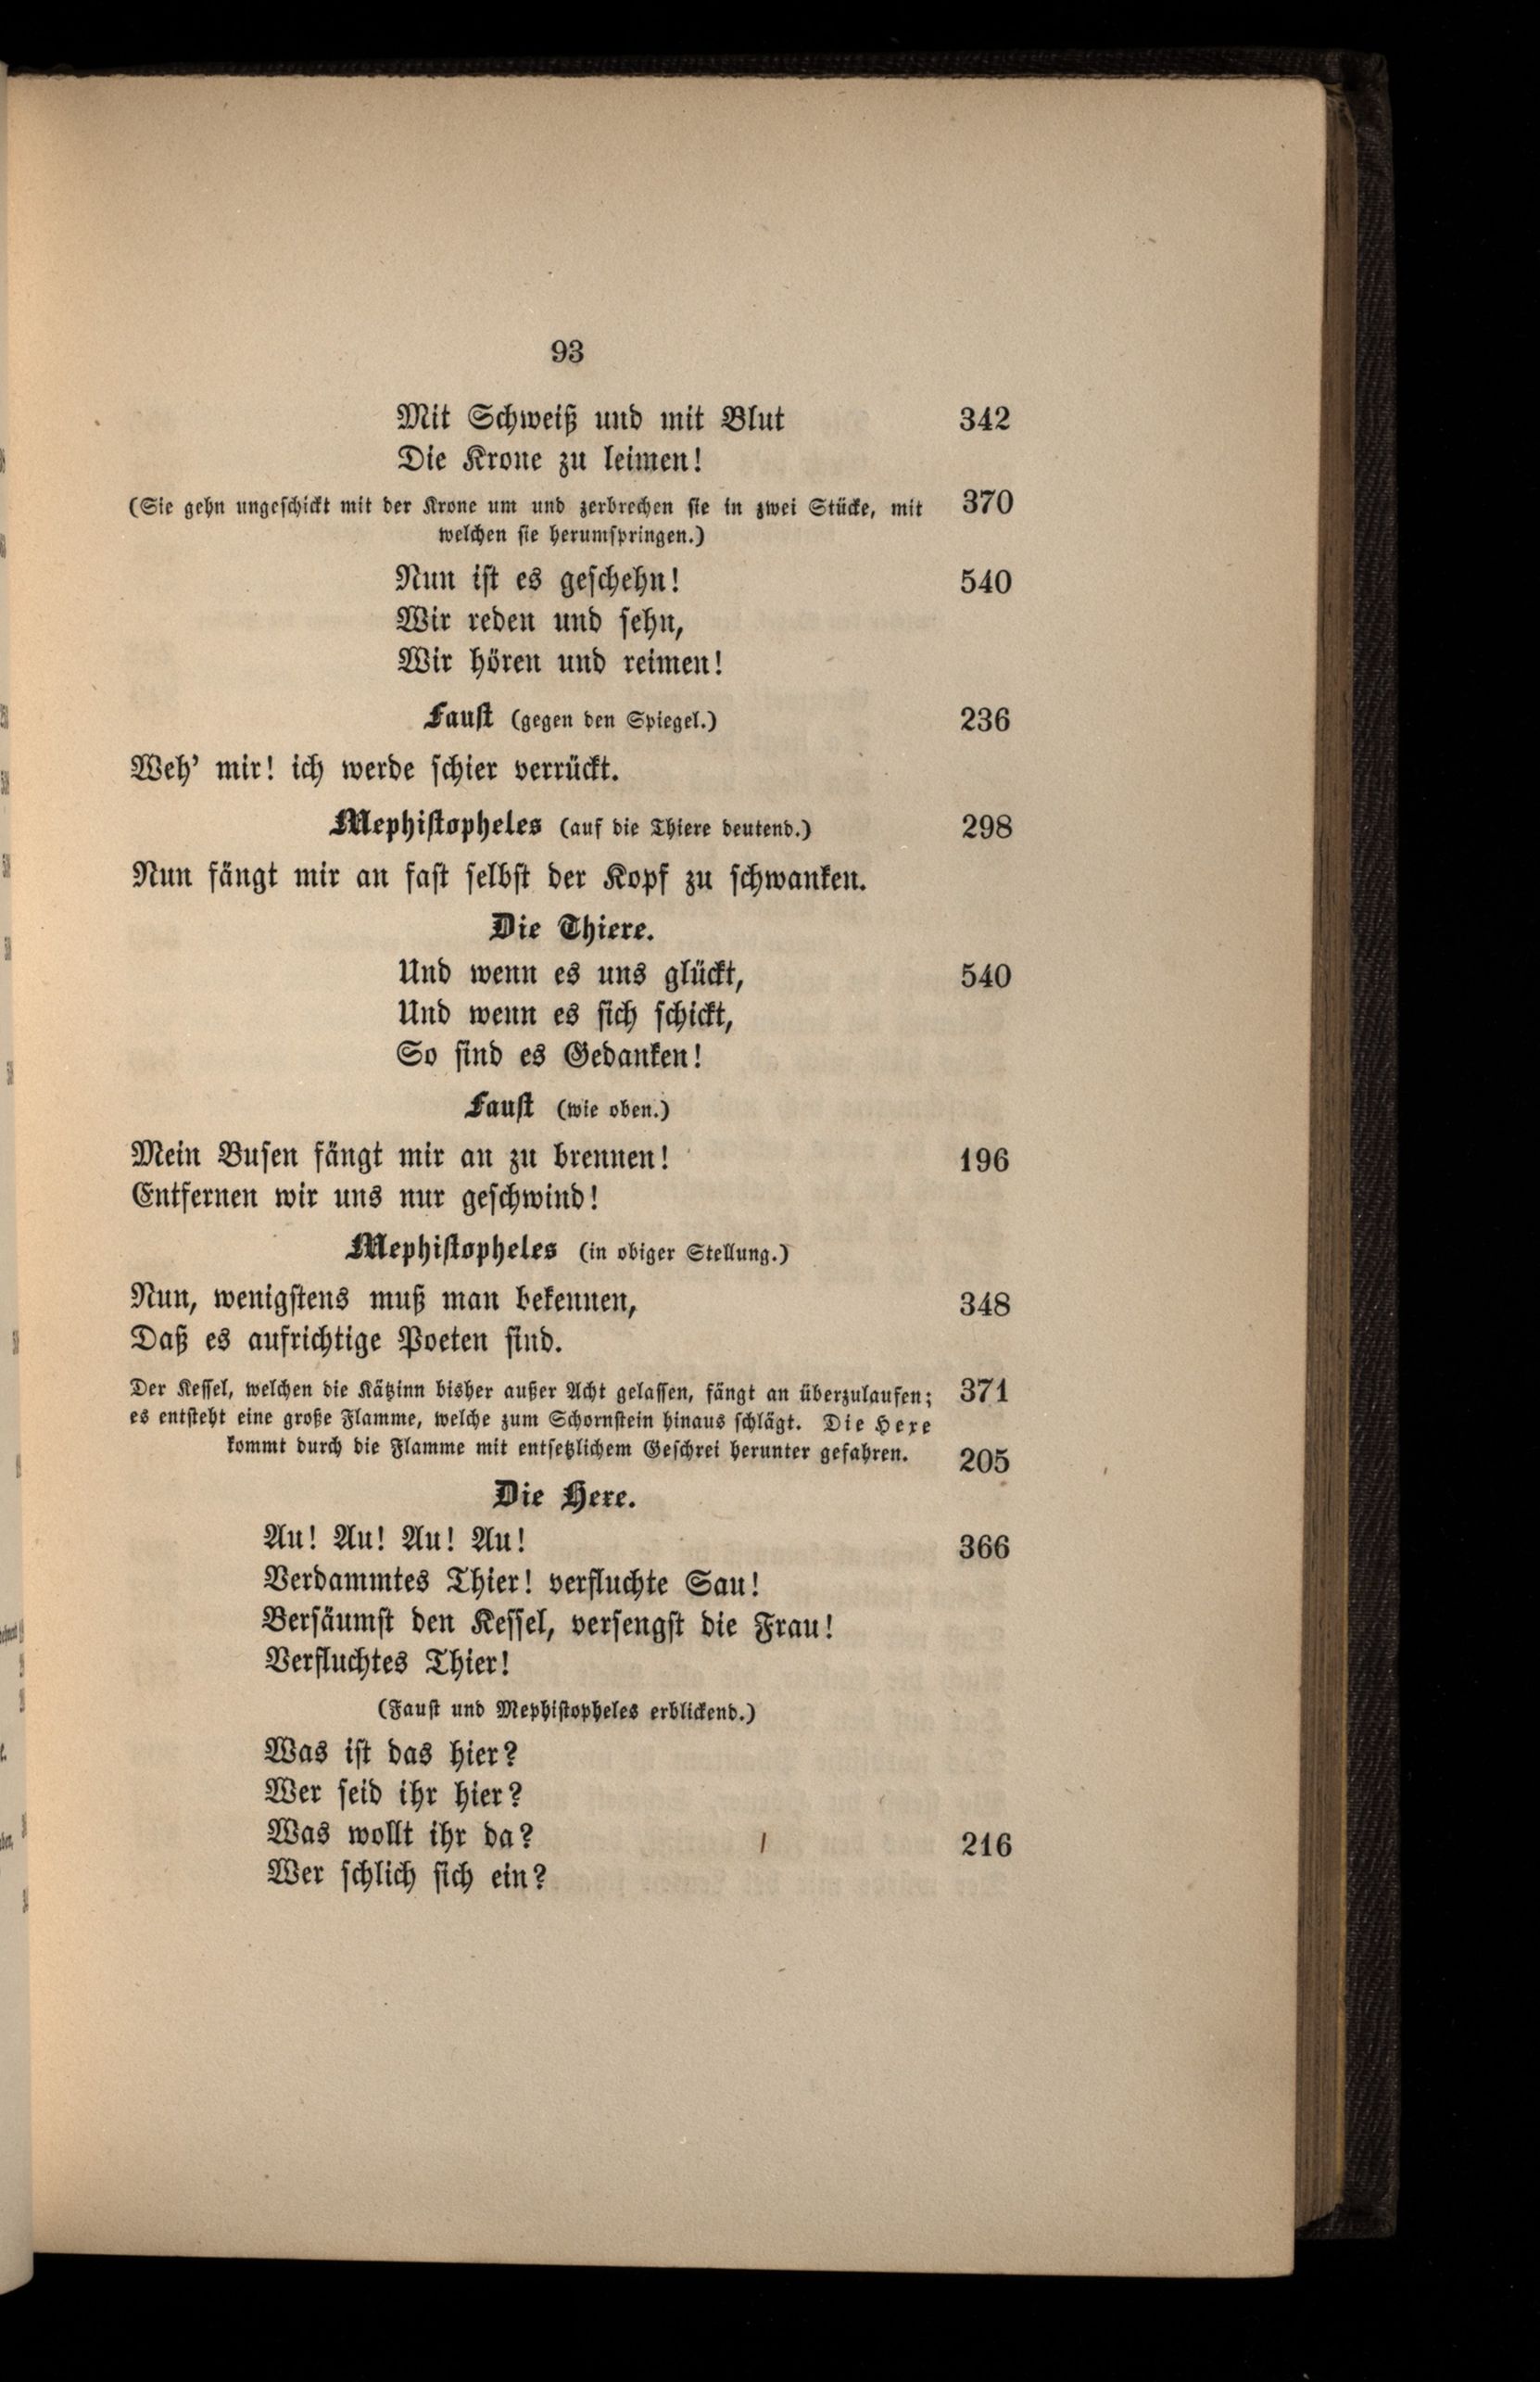 93
Mit Schweiß und mit Blut 342
Die Krone zu leimen!
(Sie gehn ungeschickt mit der Krone um und zerbrechen sie in zwei Stücke, mit 370
welchen sie herumspringen.)
Nun ist es geschehn! 540
Wir reden und sehn,
Wir hören und reimen!
Faust (gegen den Spiegel.) 236
Weh' mir! ich werde schier verrückt.
Mephistopheles (auf die Thiere deutend.) 298
Nun fängt mir an fast selbst der Kopf zu schwanken.
Die Thiere.
Und wenn es uns glückt, 540
Und wenn es sich schickt,
So sind es Gedanken!
Faust (wie oben.)
Mein Busen fängt mir an zu brennen! 196
Entfernen wir uns nur geschwind!
Mephistopheles (in obiger Stellung.)
Nun, wenigstens muß man bekennen, 348
Daß es aufrichtige Poeten sind.
Der Kessel, welchen die Kätzinn bisher außer Acht gelassen, fängt an überzulaufen; 371
es entsteht eine große Flamme, welche zum Schornstein hinaus schlägt. Die Hexe
kommt durch die Flamme mit entsetzlichem Geschrei herunter gefahren. 205
Die Hexe.
Au! Au! Au! Au! 366
Verdammtes Thier! verfluchte Sau!
Versäumst den Kessel, versengst die Frau!
Verfluchtes Thier!
(Faust und Mephistopheles erblickend.)
Was ist das hier?
Wer seid ihr hier?
Was wollt ihr da? 216
Wer schlich sich ein?